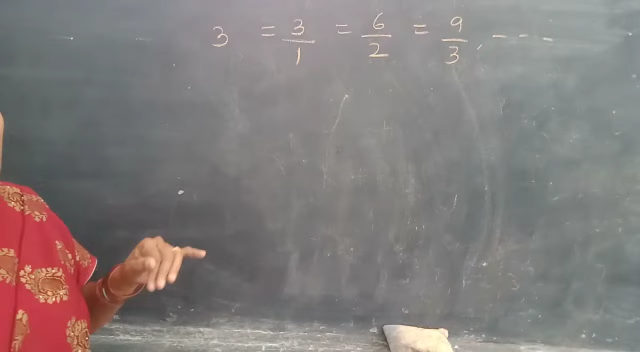 3 = 3/1 = 6/2 = 9/3, - - - -